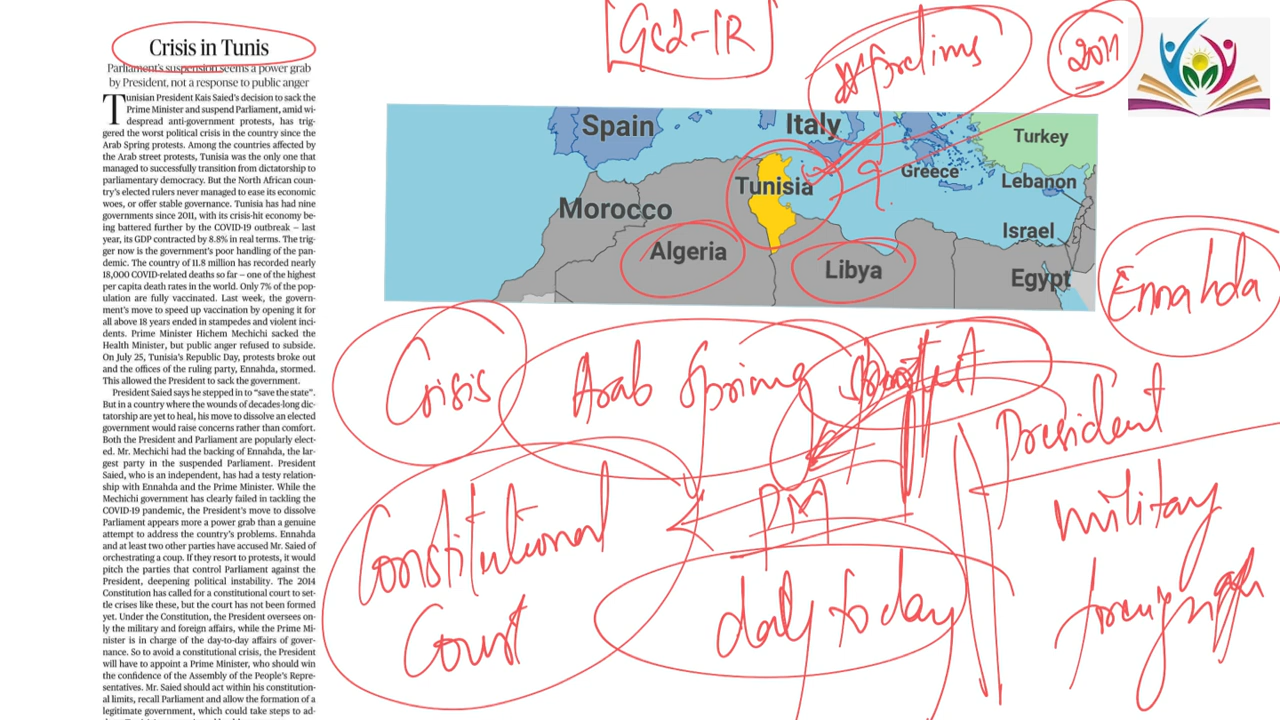 Crisis in Tunis
Parliament's suspension seems a power grab
by President, not a response to public anger
Tunisian President Kais Saied's decision to sack the
Prime Minister and suspend Parliament, amid wi-
despread anti-government protests, has trig-
gered the worst political crisis in the country since the
Arab Spring protests. Among the countries affected by
the Arab street protests, Tunisia was the only one that
managed to successfully transition from dictatorship to
parliamentary democracy. But the North African coun-
try's elected rulers never managed to ease its economic
woes, or offer stable governance. Tunisia has had nine
governments since 2011, with its crisis-hit economy be-
ing battered further by the COVID-19 outbreak – last
year, its GDP contracted by 8.8% in real terms. The trig-
ger now is the government's poor handling of the pan-
demic. The country of 11.8 million has recorded nearly
18,000 COVID-related deaths so far – one of the highest
per capita death rates in the world. Only 7% of the pop-
ulation are fully vaccinated. Last week, the govern-
ment's move to speed up vaccination by opening it for
all above 18 years ended in stampedes and violent inci-
dents. Prime Minister Hichem Mechichi sacked the
Health Minister, but public anger refused to subside.
On July 25, Tunisia's Republic Day, protests broke out
and the offices of the ruling party, Ennahda, stormed.
This allowed the President to sack the government.
President Saied says he stepped in to "save the state".
But in a country where the wounds of decades-long dic-
tatorship are yet to heal, his move to dissolve an elected
government would raise concerns rather than comfort.
Both the President and Parliament are popularly elect-
ed. Mr. Mechichi had the backing of Ennahda, the lar-
gest party in the suspended Parliament. President
Saied, who is an independent, has had a testy relation-
ship with Ennahda and the Prime Minister. While the
Mechichi government has clearly failed in tackling the
COVID-19 pandemic, the President's move to dissolve
Parliament appears more a power grab than a genuine
attempt to address the country's problems. Ennahda
and at least two other parties have accused Mr. Saied of
orchestrating a coup. If they resort to protests, it would
pitch the parties that control Parliament against the
President, deepening political instability. The 2014
Constitution has called for a constitutional court to set-
tle crises like these, but the court has not been formed
yet. Under the Constitution, the President oversees on-
ly the military and foreign affairs, while the Prime Mi-
nister is in charge of the day-to-day affairs of gover-
nance. So to avoid a constitutional crisis, the President
will have to appoint a Prime Minister, who should win
the confidence of the Assembly of the People's Repre-
sentatives. Mr. Saied should act within his constitution-
al limits, recall Parliament and allow the formation of a
legitimate government, which could take steps to ad-
[GS2-IR]
Prelims
2011
Spain
Italy
Turkey
Tunisia
Greece
Lebanon
Morocco
Israel
Algeria
Libya
Egypt
Ennahda
Crisis
Arab Spring
President
PM
military
Constitutional
Court
day to day
foreign